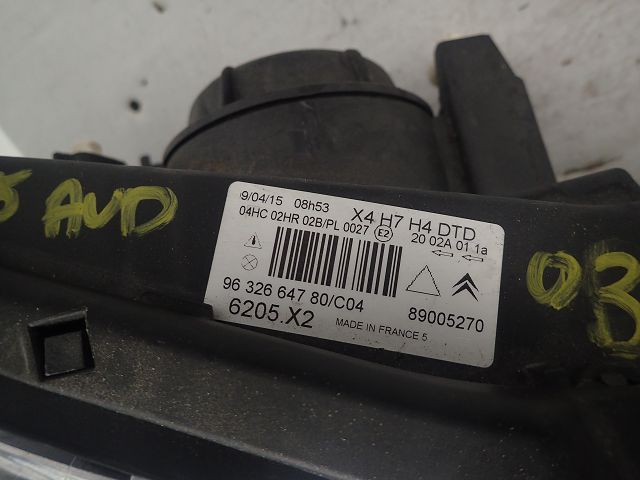 AVD
9/04/15 08h53 X4 H7 H4 DTD
04HC 02HR 02B/PL 0027 E2 20 02A 01 1a
96 326 647 80/C04 89005270
6205.X2 MADE IN FRANCE 5
03